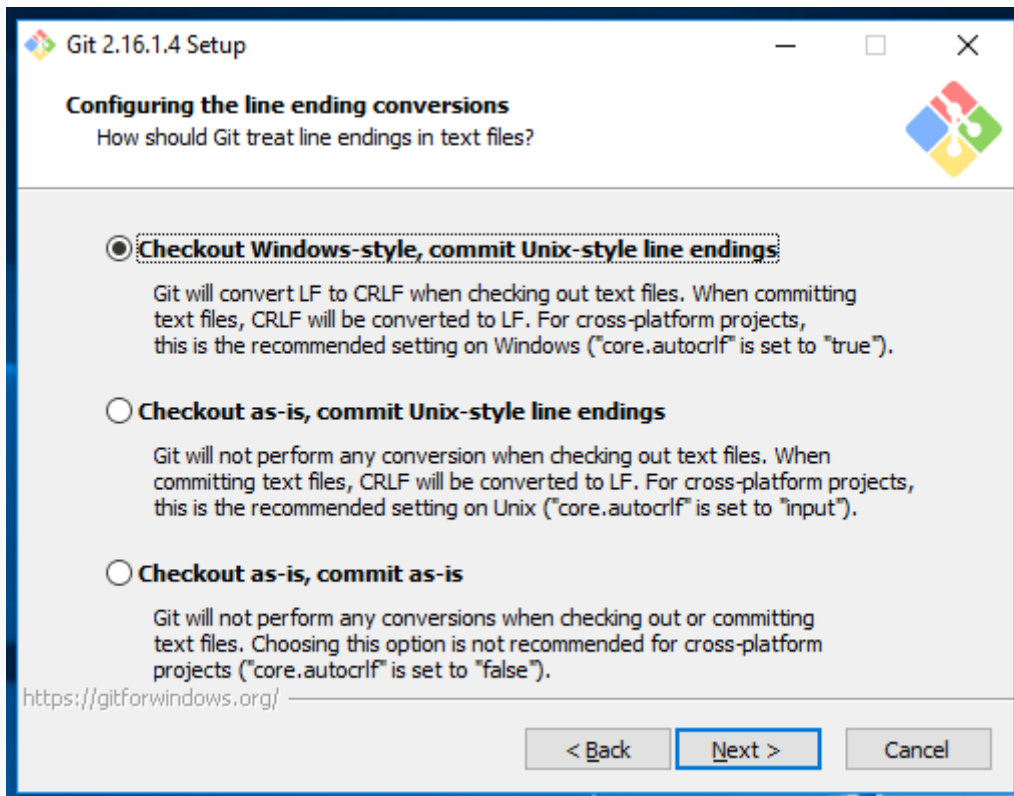 Git 2.16.1.4 Setup
Configuring the line ending conversions
How should Git treat line endings in text files?
Checkout Windows-style, commit Unix-style line endings
Git will convert LF to CRLF when checking out text files. When committing
text files, CRLF will be converted to LF. For cross-platform projects,
this is the recommended setting on Windows ("core.autocrlf" is set to "true").
Checkout as-is, commit Unix-style line endings
Git will not perform any conversion when checking out text files. When
committing text files, CRLF will be converted to LF. For cross-platform projects,
this is the recommended setting on Unix ("core.autocrlf" is set to "input").
Checkout as-is, commit as-is
Git will not perform any conversions when checking out or committing
text files. Choosing this option is not recommended for cross-platform
projects ("core.autocrlf" is set to "false").
https://gitforwindows.org/
< Back
Next >
Cancel